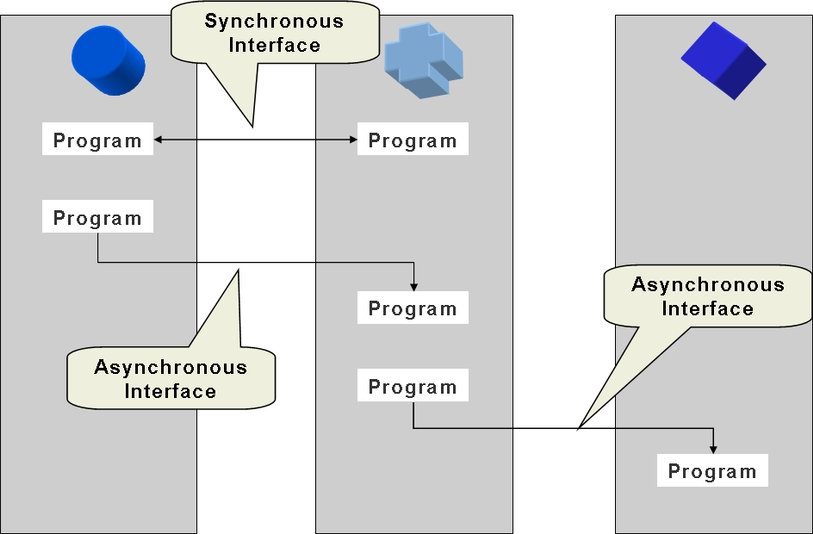 Synchronous
Interface
Program
Program
Program
Program
Asynchronous
Interface
Asynchronous
Interface
Program
Program